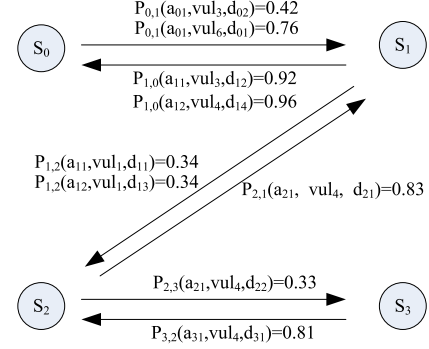 P0,1(a01,vul3,d02)=0.42
P0,1(a01,vul6,d01)=0.76
S0
S1
P1,0(a11,vul3,d12)=0.92
P1,0(a12,vul4,d14)=0.96
P1,2(a11,vul1,d11)=0.34
P1,2(a12,vul1,d13)=0.34
P2,1(a21, vul4, d21)=0.83
P2,3(a21,vul4,d22)=0.33
S2
S3
P3,2(a31,vul4,d31)=0.81